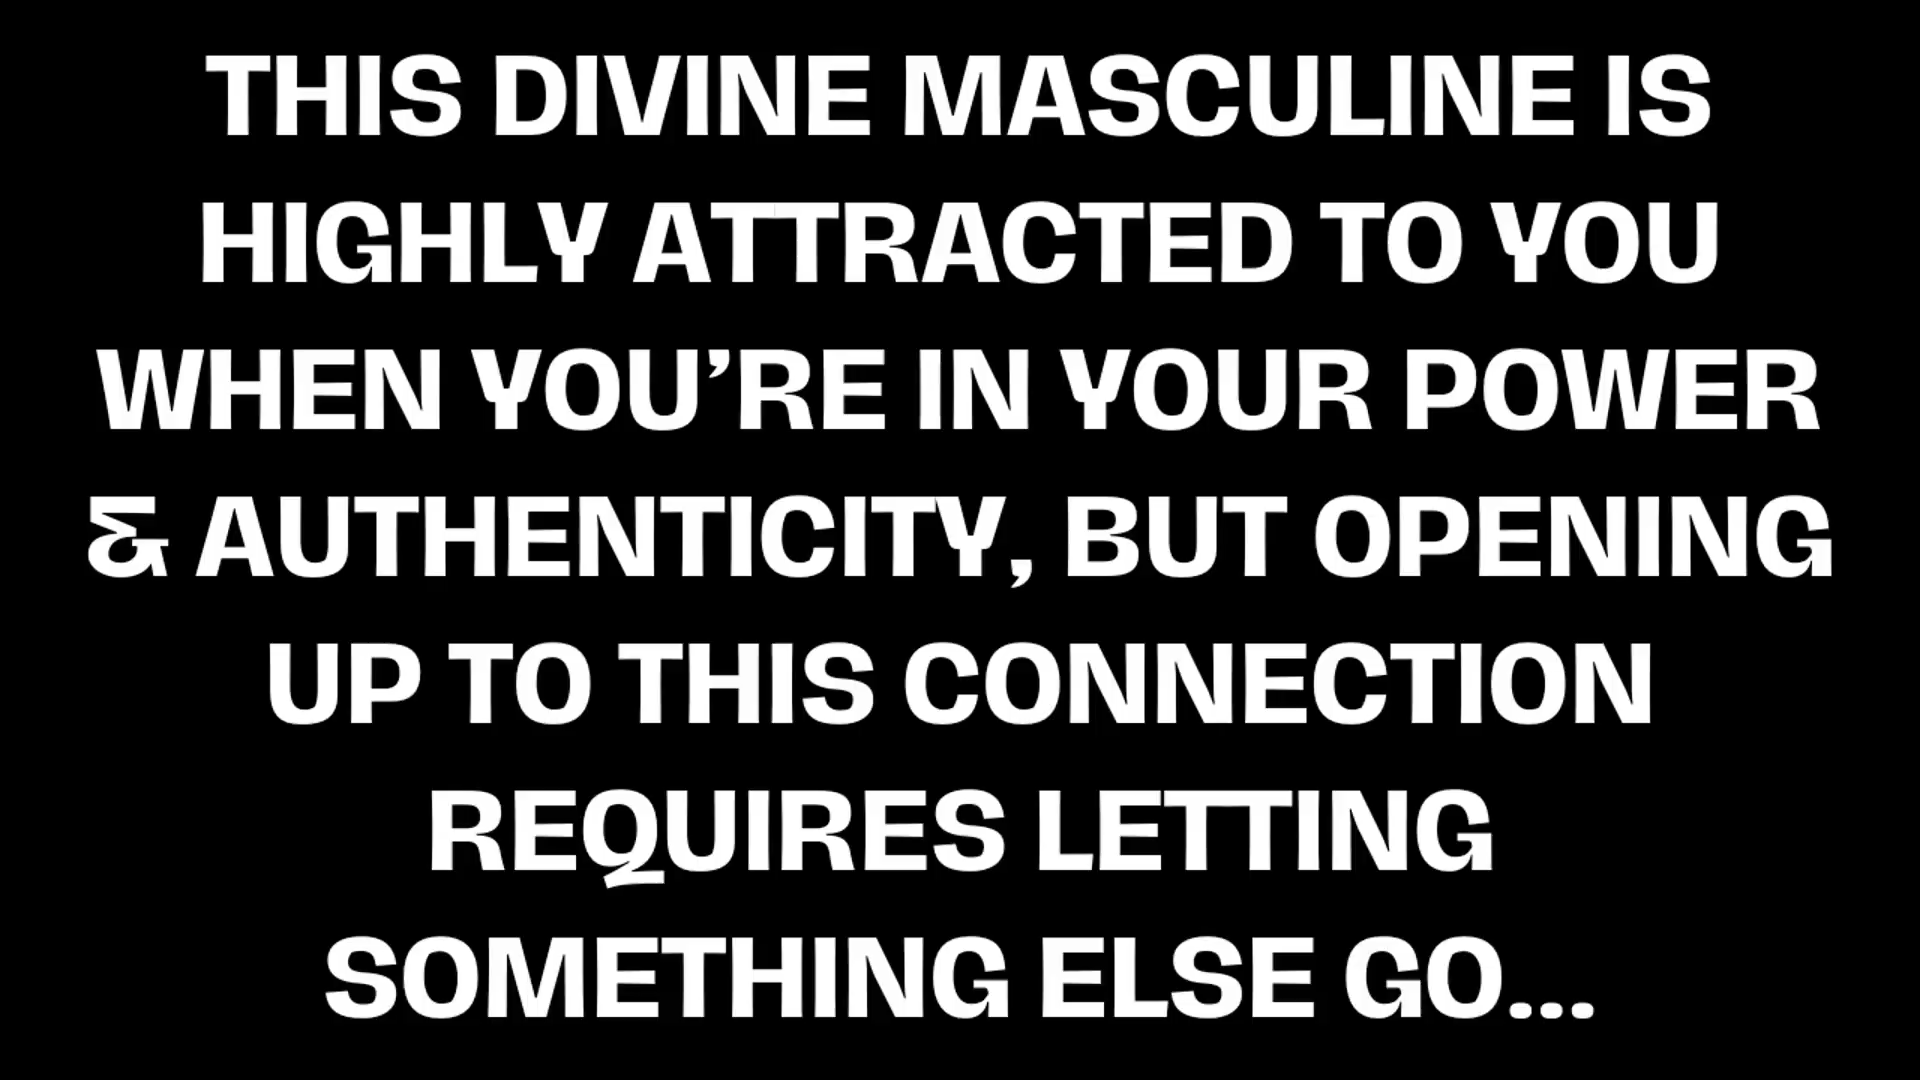 THIS DIVINE MASCULINE IS
HIGHLY ATTRACTED TO YOU
WHEN YOU’RE IN YOUR POWER
& AUTHENTICITY, BUT OPENING
UP TO THIS CONNECTION
REQUIRES LETTING
SOMETHING ELSE GO...